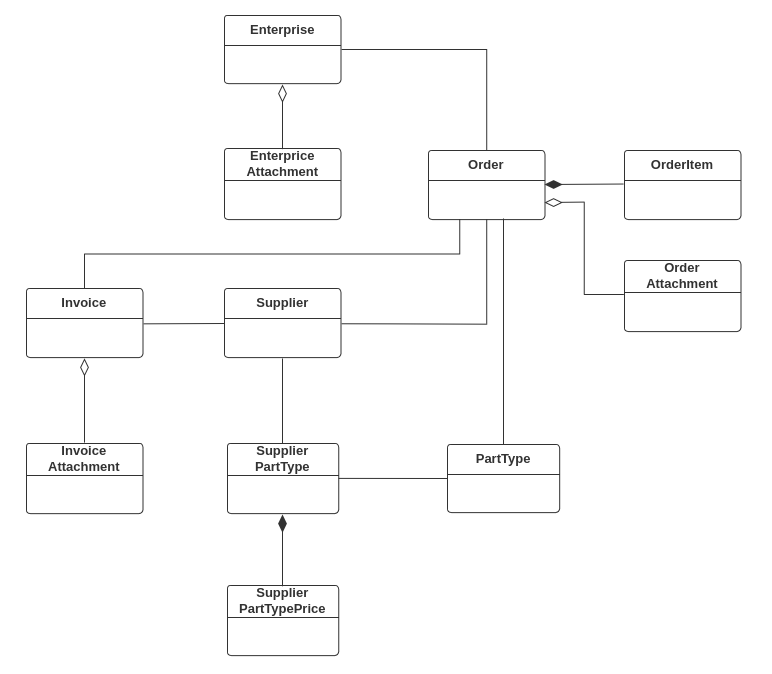 Enterprise
Enterprice
Attachment
Order
OrderItem
Order
Attachment
Invoice
Supplier
Invoice
Attachment
Supplier
PartType
PartType
Supplier
PartTypePrice